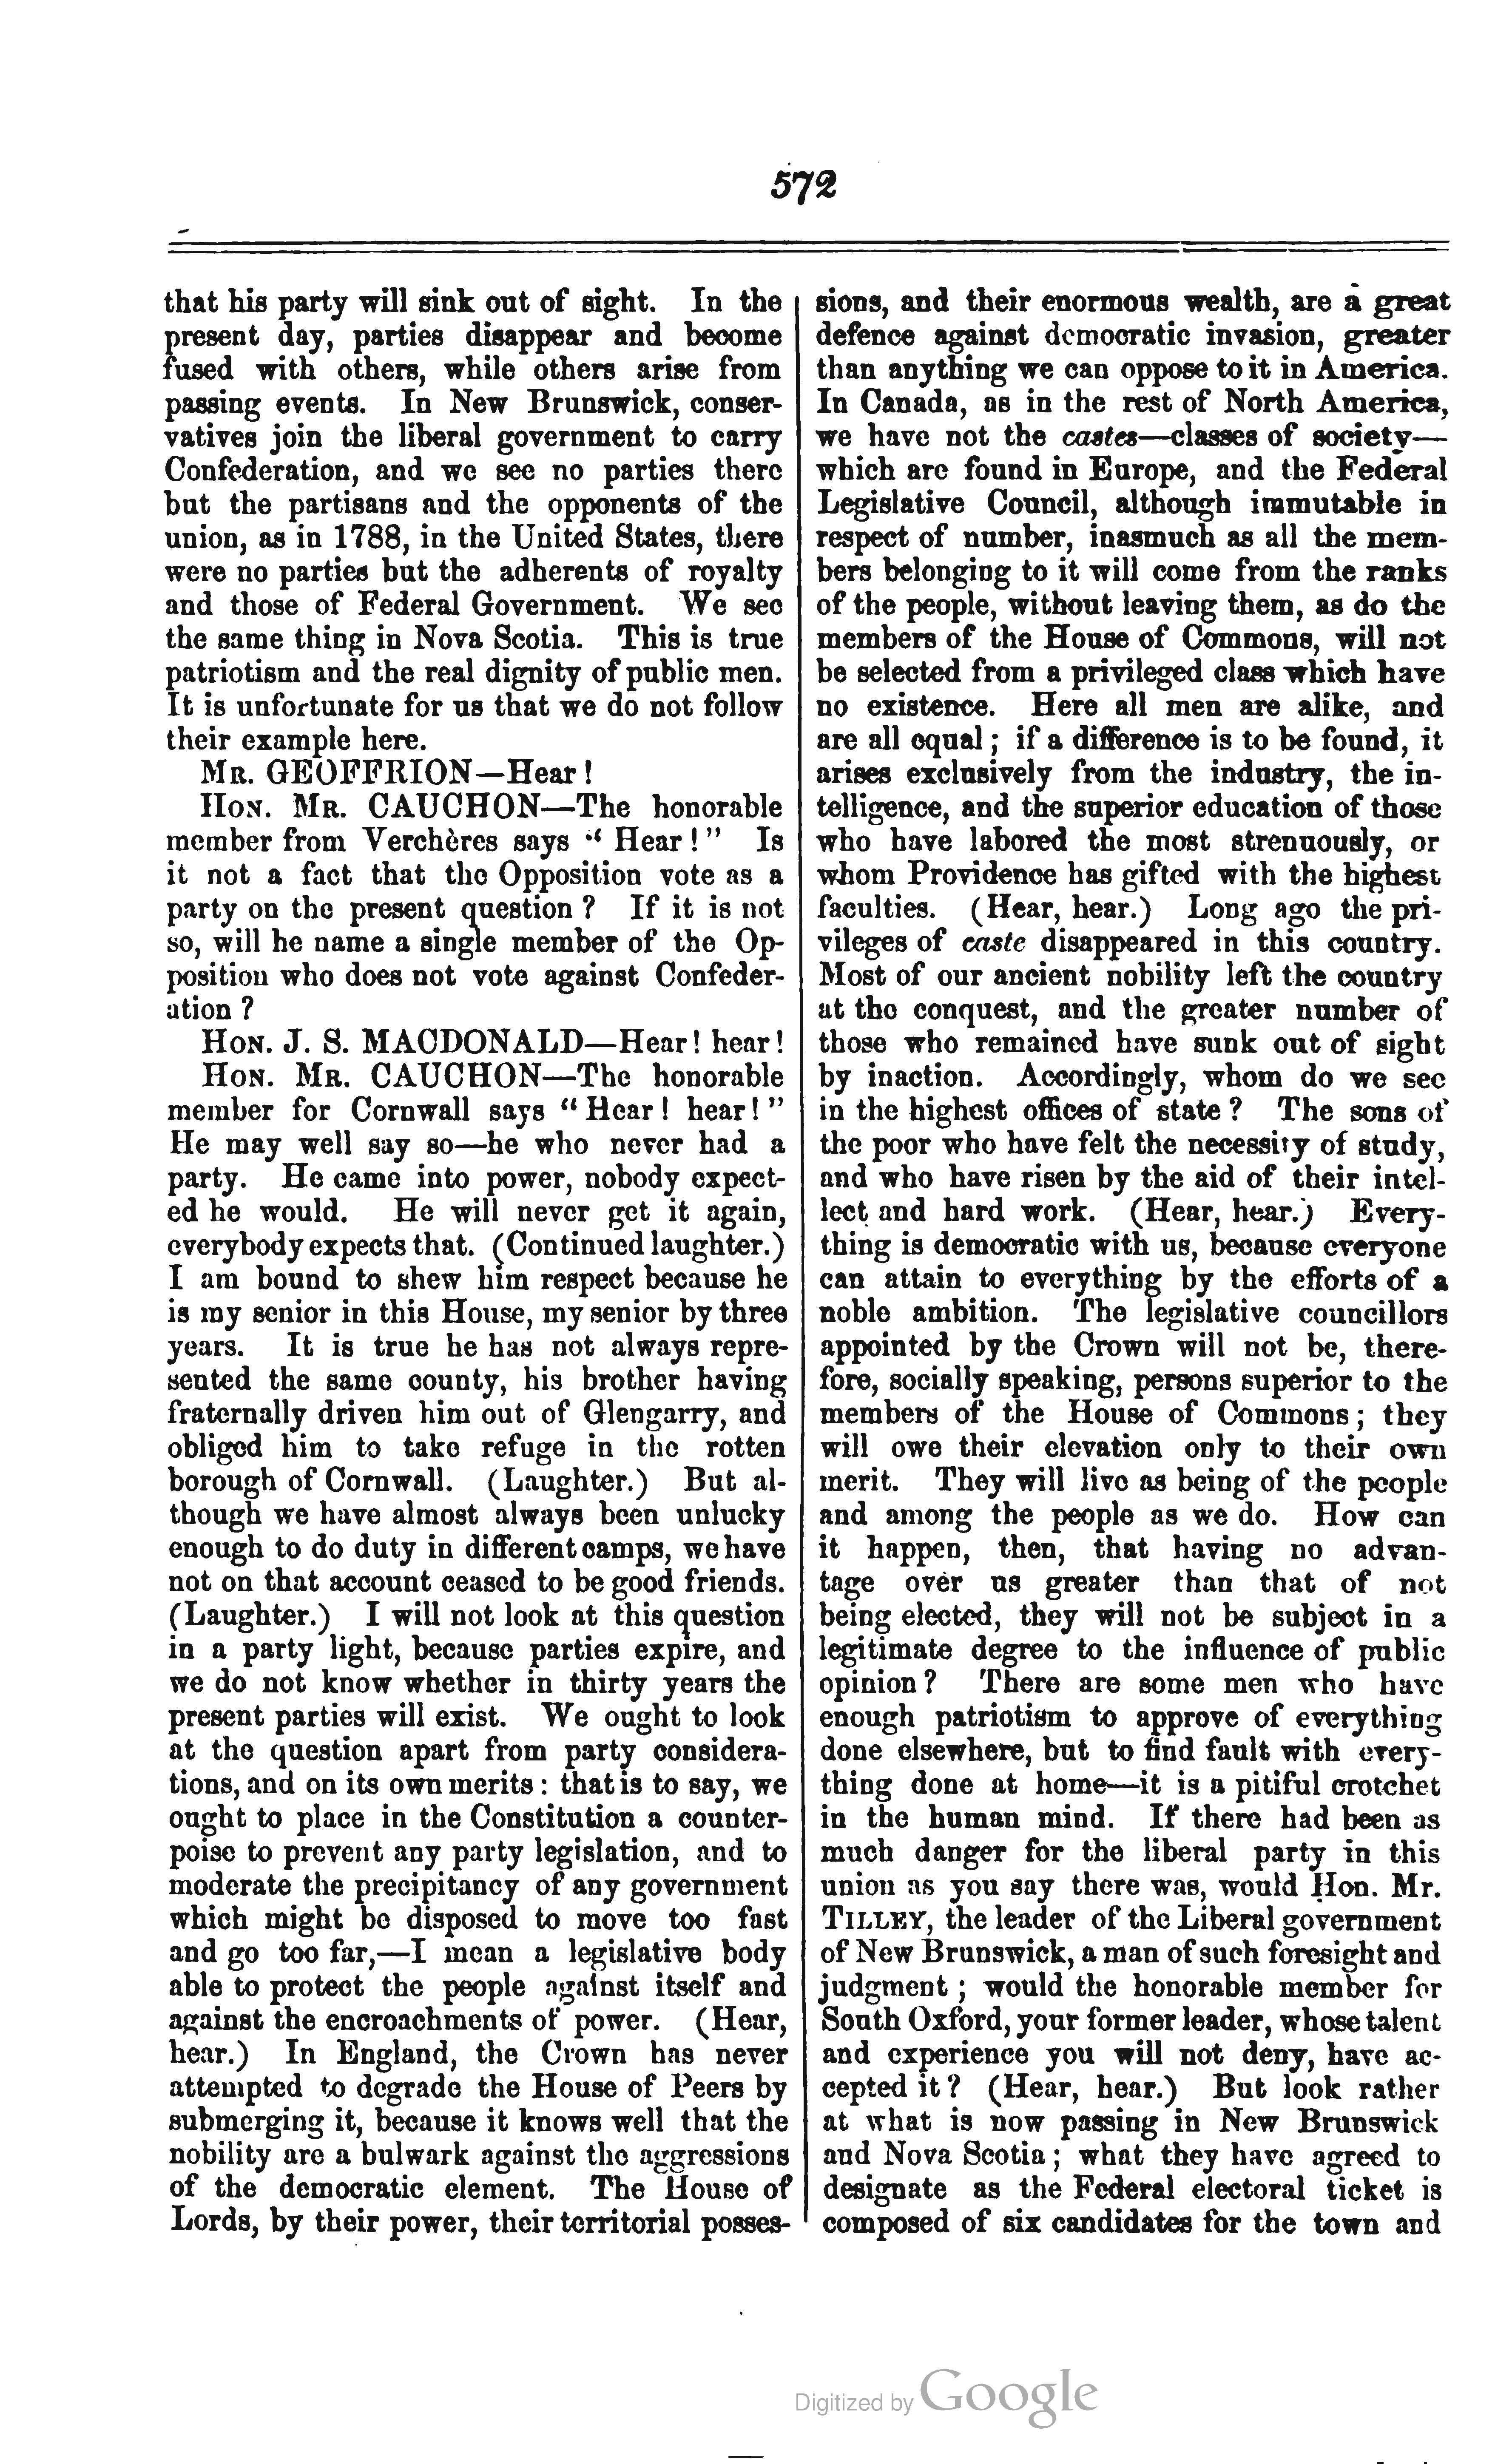 572
that his party will sink out of sight. In the
present day, parties disappear and become
fused with others, while others arise from
passing events. In New Brunswick, conser-
vatives join the liberal government to carry
Confederation, and we see no parties there
but the partisans and the opponents of the
union, as in 1788, in the United States, there
were no parties but the adherents of royalty
and those of Federal Government. We see
the same thing in Nova Scotia. This is true
patriotism and the real dignity of public men.
It is unfortunate for us that we do not follow
their example here.
MR. GEOFFRION—Hear!
HON. MR. CAUCHON—The honorable
member from Verchères says "Hear!" Is
it not a fact that the Opposition vote as a
party on the present question? If it is not
so, will he name a single member of the Op-
position who does not vote against Confeder-
ation?
HON. J. S. MACDONALD—Hear! hear!
HON. MR. CAUCHON—The honorable
member for Cornwall says "Hear! hear!"
He may well say so—he who never had a
party. He came into power, nobody expect-
ed he would. He will never get it again,
everybody expects that. (Continued laughter.)
I am bound to shew him respect because he
is my senior in this House, my senior by three
years. It is true he has not always repre-
sented the same county, his brother having
fraternally driven him out of Glengarry, and
obliged him to take refuge in the rotten
borough of Cornwall. (Laughter.) But al-
though we have almost always been unlucky
enough to do duty in different camps, we have
not on that account ceased to be good friends.
(Laughter.) I will not look at this question
in a party light, because parties expire, and
we do not know whether in thirty years the
present parties will exist. We ought to look
at the question apart from party considera-
tions, and on its own merits: that is to say, we
ought to place in the Constitution a counter-
poise to prevent any party legislation, and to
moderate the precipitancy of any government
which might be disposed to move too fast
and go too far,—I mean a legislative body
able to protect the people against itself and
against the encroachments of power. (Hear,
hear.) In England, the Crown has never
attempted to degrade the House of Peers by
submerging it, because it knows well that the
nobility are a bulwark against the aggressions
of the democratic element. The House of
Lords, by their power, their territorial posses-
sions, and their enormous wealth, are a great
defence against democratic invasion, greater
than anything we can oppose to it in America.
In Canada, as in the rest of North America,
we have not the castes—classes of society—
which are found in Europe, and the Federal
Legislative Council, although immutable in
respect of number, inasmuch as all the mem-
bers belonging to it will come from the ranks
of the people, without leaving them, as do the
members of the House of Commons, will not
be selected from a privileged class which have
no existence. Here all men are alike, and
are all equal; if a difference is to be found, it
arises exclusively from the industry, the in-
telligence, and the superior education of those
who have labored the most strenuously, or
whom Providence has gifted with the highest
faculties. (Hear, hear.) Long ago the pri-
vileges of caste disappeared in this country.
Most of our ancient nobility left the country
at the conquest, and the greater number of
those who remained have sunk out of sight
by inaction. Accordingly, whom do we see
in the highest offices of state? The sons of
the poor who have felt the necessity of study,
and who have risen by the aid of their intel-
lect and hard work. (Hear, hear.) Every-
thing is democratic with us, because everyone
can attain to everything by the efforts of a
noble ambition. The legislative councillors
appointed by the Crown will not be, there-
fore, socially speaking, persons superior to the
members of the House of Commons; they
will owe their elevation only to their own
merit. They will live as being of the people
and among the people as we do. How can
it happen, then, that having no advan-
tage over us greater than that of not
being elected, they will not be subject in a
legitimate degree to the influence of public
opinion? There are some men who have
enough patriotism to approve of everything
done elsewhere, but to find fault with every-
thing done at home—it is a pitiful crotchet
in the human mind. If there had been as
much danger for the liberal party in this
union as you say there was, would Hon. Mr.
TILLEY, the leader of the Liberal government
of New Brunswick, a man of such foresight and
judgment; would the honorable member for
South Oxford, your former leader, whose talent
and experience you will not deny, have ac-
cepted it? (Hear, hear.) But look rather
at what is now passing in New Brunswick
and Nova Scotia; what they have agreed to
designate as the Federal electoral ticket is
composed of six candidates for the town and
Digitized by Google